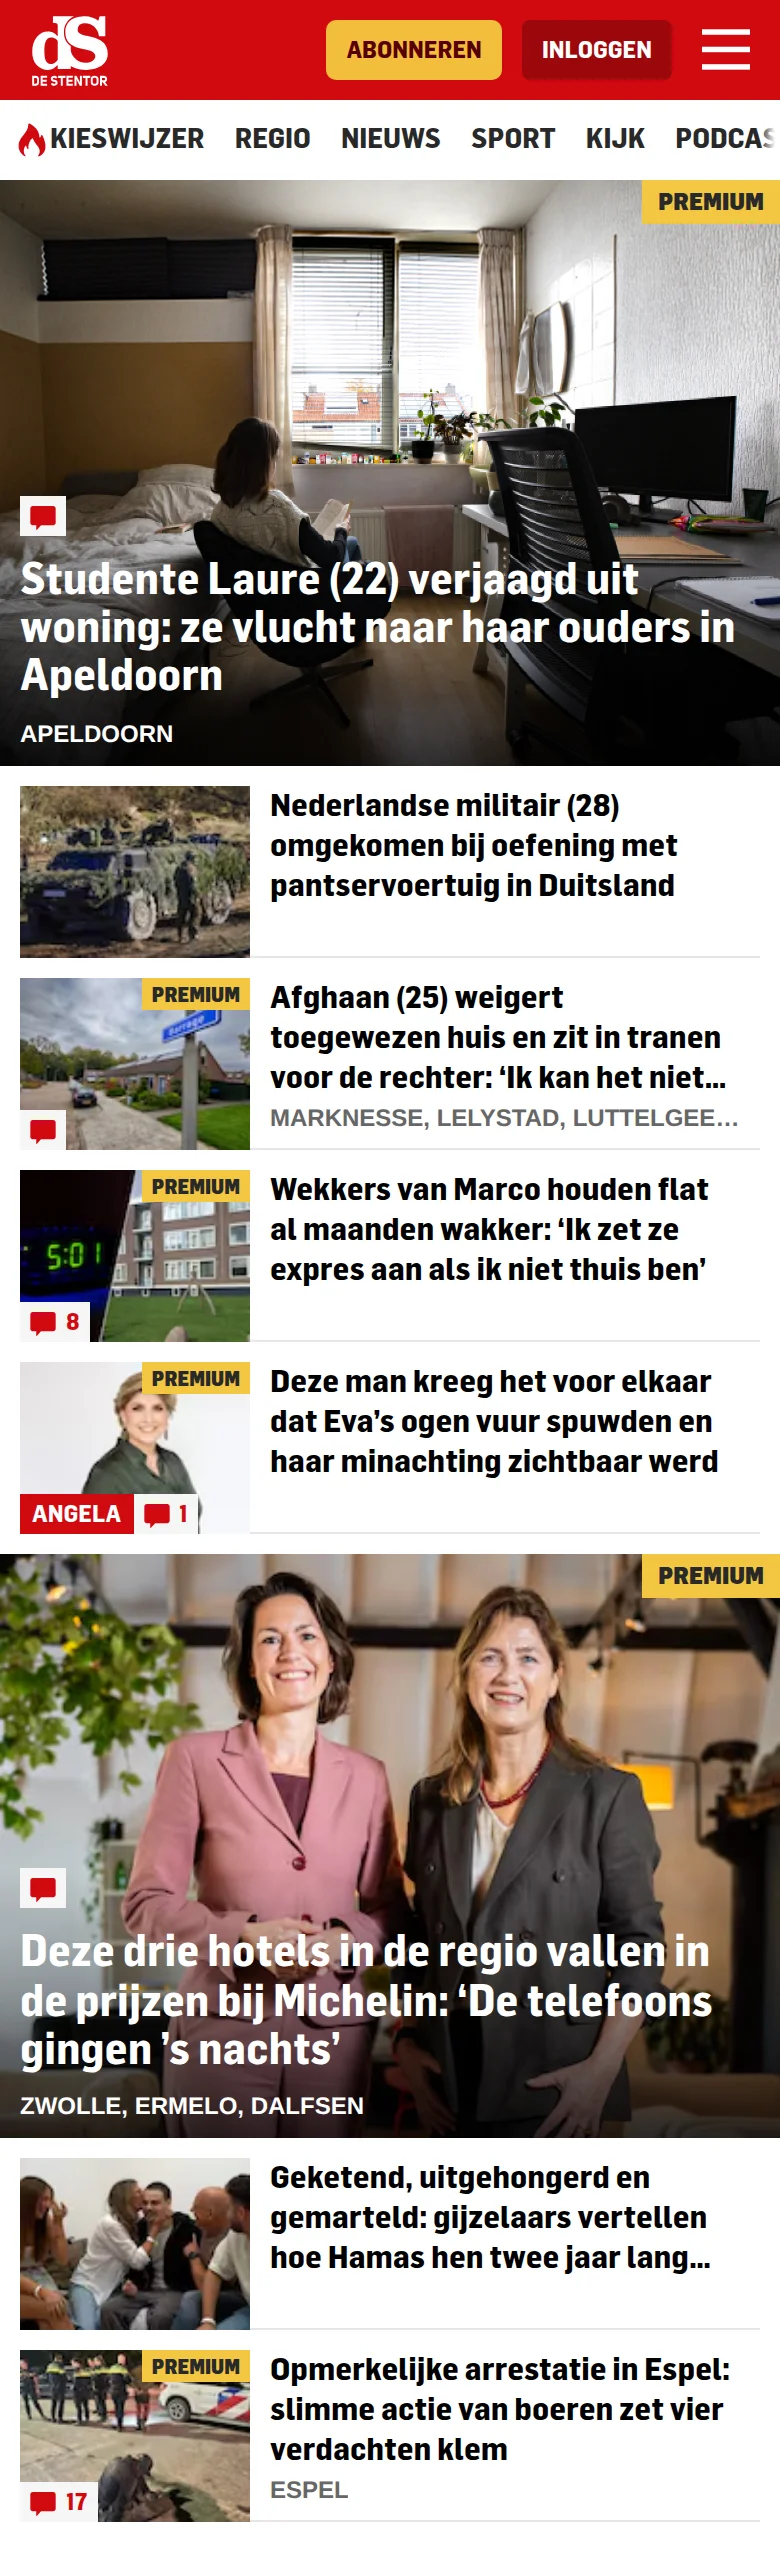 dS
DE STENTOR
ABONNEREN
INLOGGEN
KIESWIJZER REGIO NIEUWS SPORT KIJK PODCAS
PREMIUM
Studente Laure (22) verjaagd uit
woning: ze vlucht naar haar ouders in
Apeldoorn
APELDOORN
Nederlandse militair (28)
omgekomen bij oefening met
pantservoertuig in Duitsland
PREMIUM
Afghaan (25) weigert
toegewezen huis en zit in tranen
voor de rechter: ‘Ik kan het niet...
MARKNESSE, LELYSTAD, LUTTELGEE...
PREMIUM
5:01
8
Wekkers van Marco houden flat
al maanden wakker: ‘Ik zet ze
expres aan als ik niet thuis ben’
PREMIUM
ANGELA
1
Deze man kreeg het voor elkaar
dat Eva’s ogen vuur spuwden en
haar minachting zichtbaar werd
PREMIUM
Deze drie hotels in de regio vallen in
de prijzen bij Michelin: ‘De telefoons
gingen ’s nachts’
ZWOLLE, ERMELO, DALFSEN
Geketend, uitgehongerd en
gemarteld: gijzelaars vertellen
hoe Hamas hen twee jaar lang...
PREMIUM
17
Opmerkelijke arrestatie in Espel:
slimme actie van boeren zet vier
verdachten klem
ESPEL